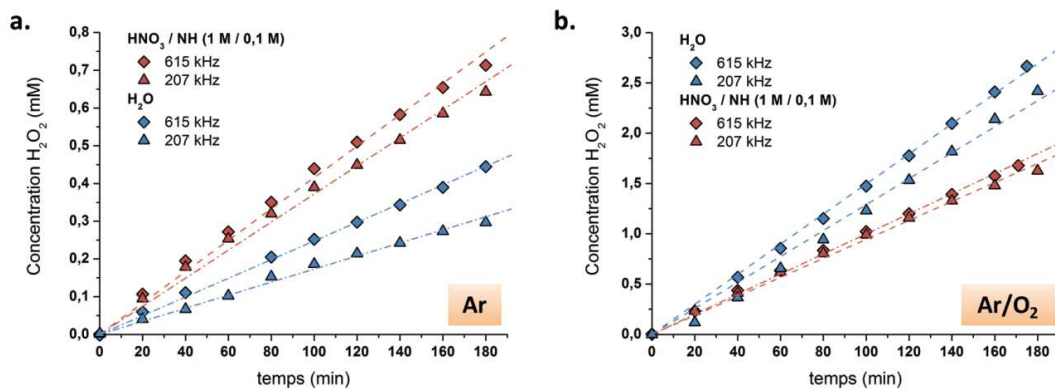 a.
Concentration H₂O₂ (mM)
0,8
0,7
0,6
0,5
0,4
0,3
0,2
0,1
0,0
HNO₃ / NH (1 M / 0,1 M)
615 kHz
207 kHz
H₂O
615 kHz
207 kHz
Ar
0 20 40 60 80 100 120 140 160 180
temps (min)
b.
Concentration H₂O₂ (mM)
3,0
2,5
2,0
1,5
1,0
0,5
0,0
H₂O
615 kHz
207 kHz
HNO₃ / NH (1 M / 0,1 M)
615 kHz
207 kHz
Ar/O₂
0 20 40 60 80 100 120 140 160 180
temps (min)